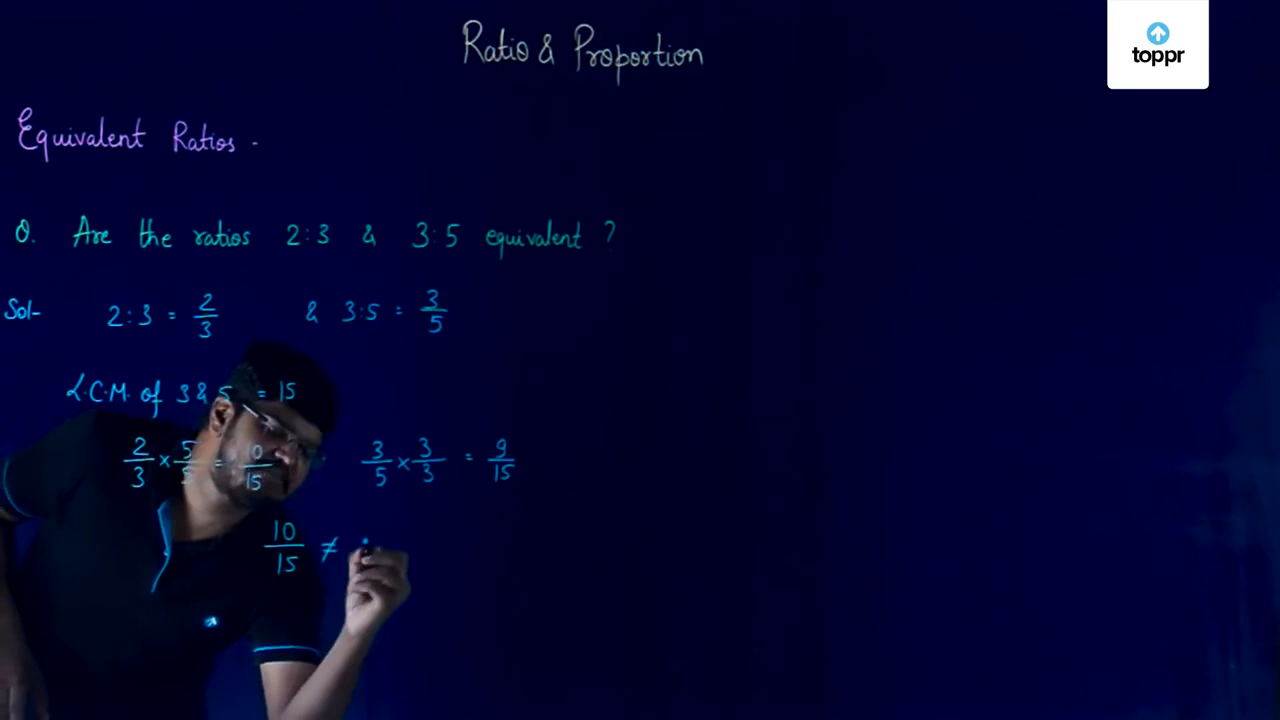 Ratio & Proportion
toppr
Equivalent Ratios -
Q. Are the ratios 2:3 & 3:5 equivalent ?
Sol- 2:3 = 2/3 & 3:5 = 3/5
L.C.M. of 3 & 5 = 15
2/3 × 5/5 = 10/15 3/5 × 3/3 = 9/15
10/15 ≠